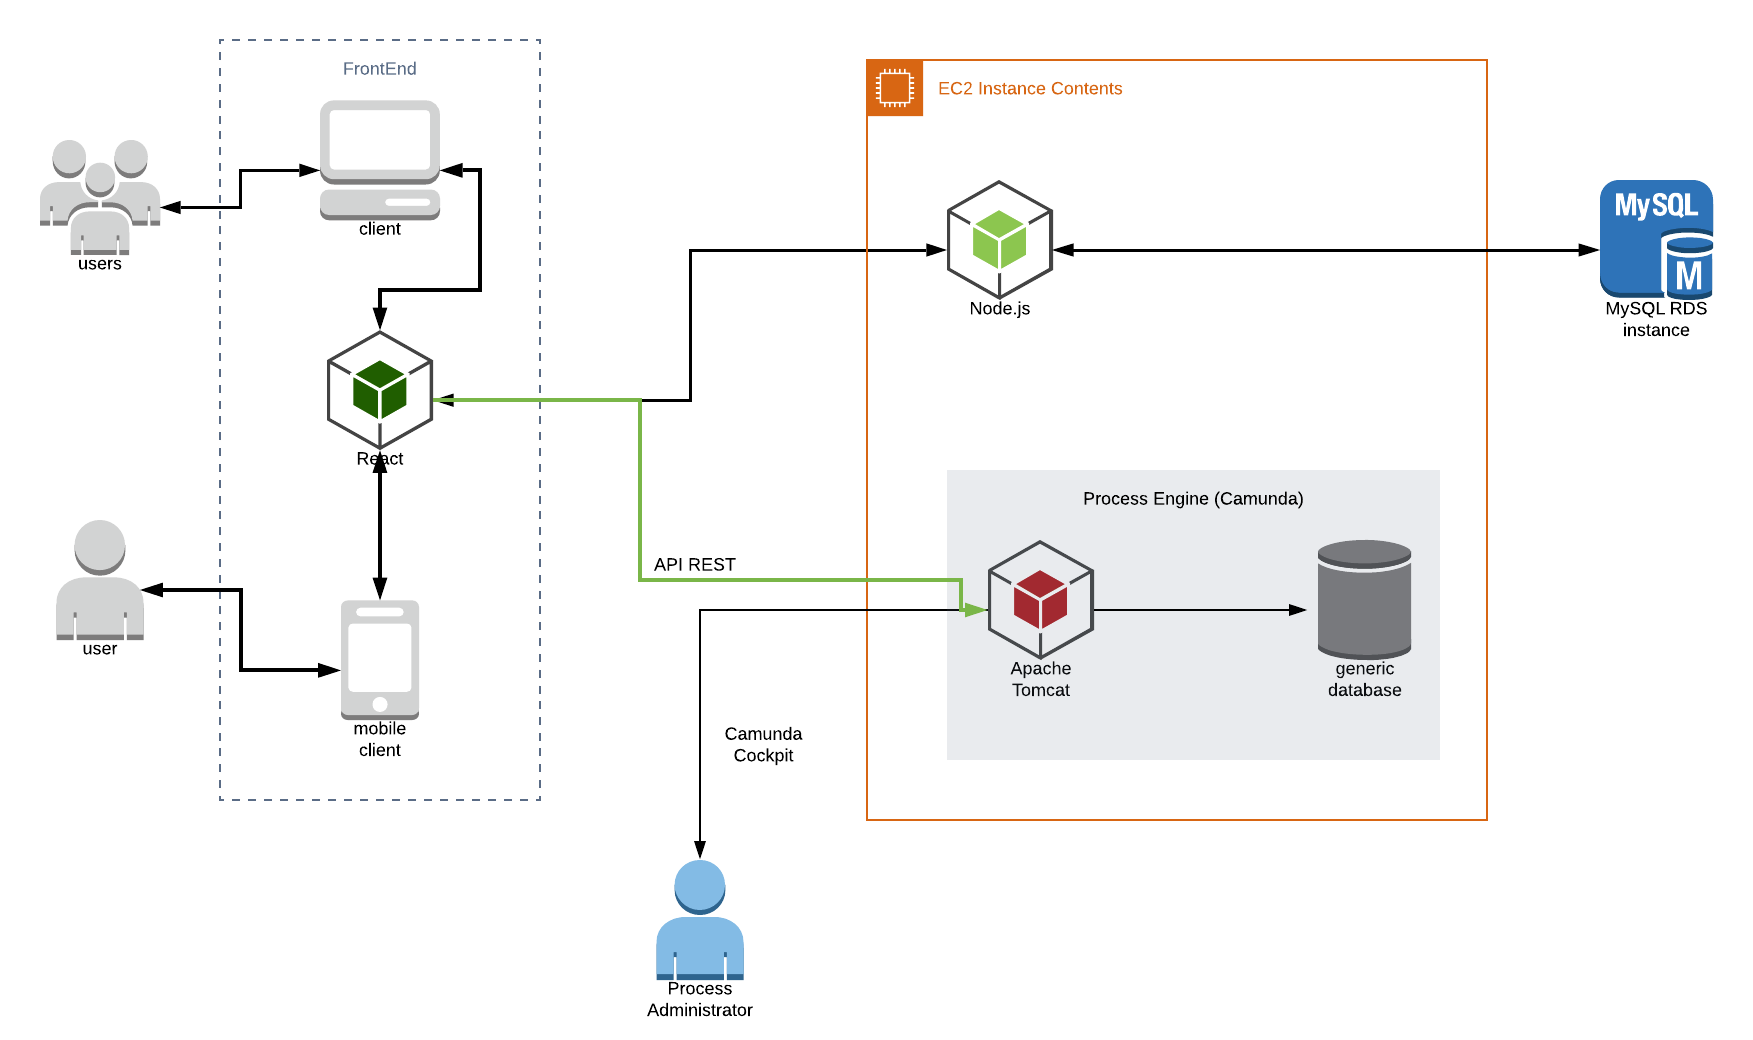 FrontEnd
client
users
React
user
mobile
client
EC2 Instance Contents
Node.js
MySQL
M
MySQL RDS
instance
API REST
Process Engine (Camunda)
Apache
Tomcat
generic
database
Camunda
Cockpit
Process
Administrator